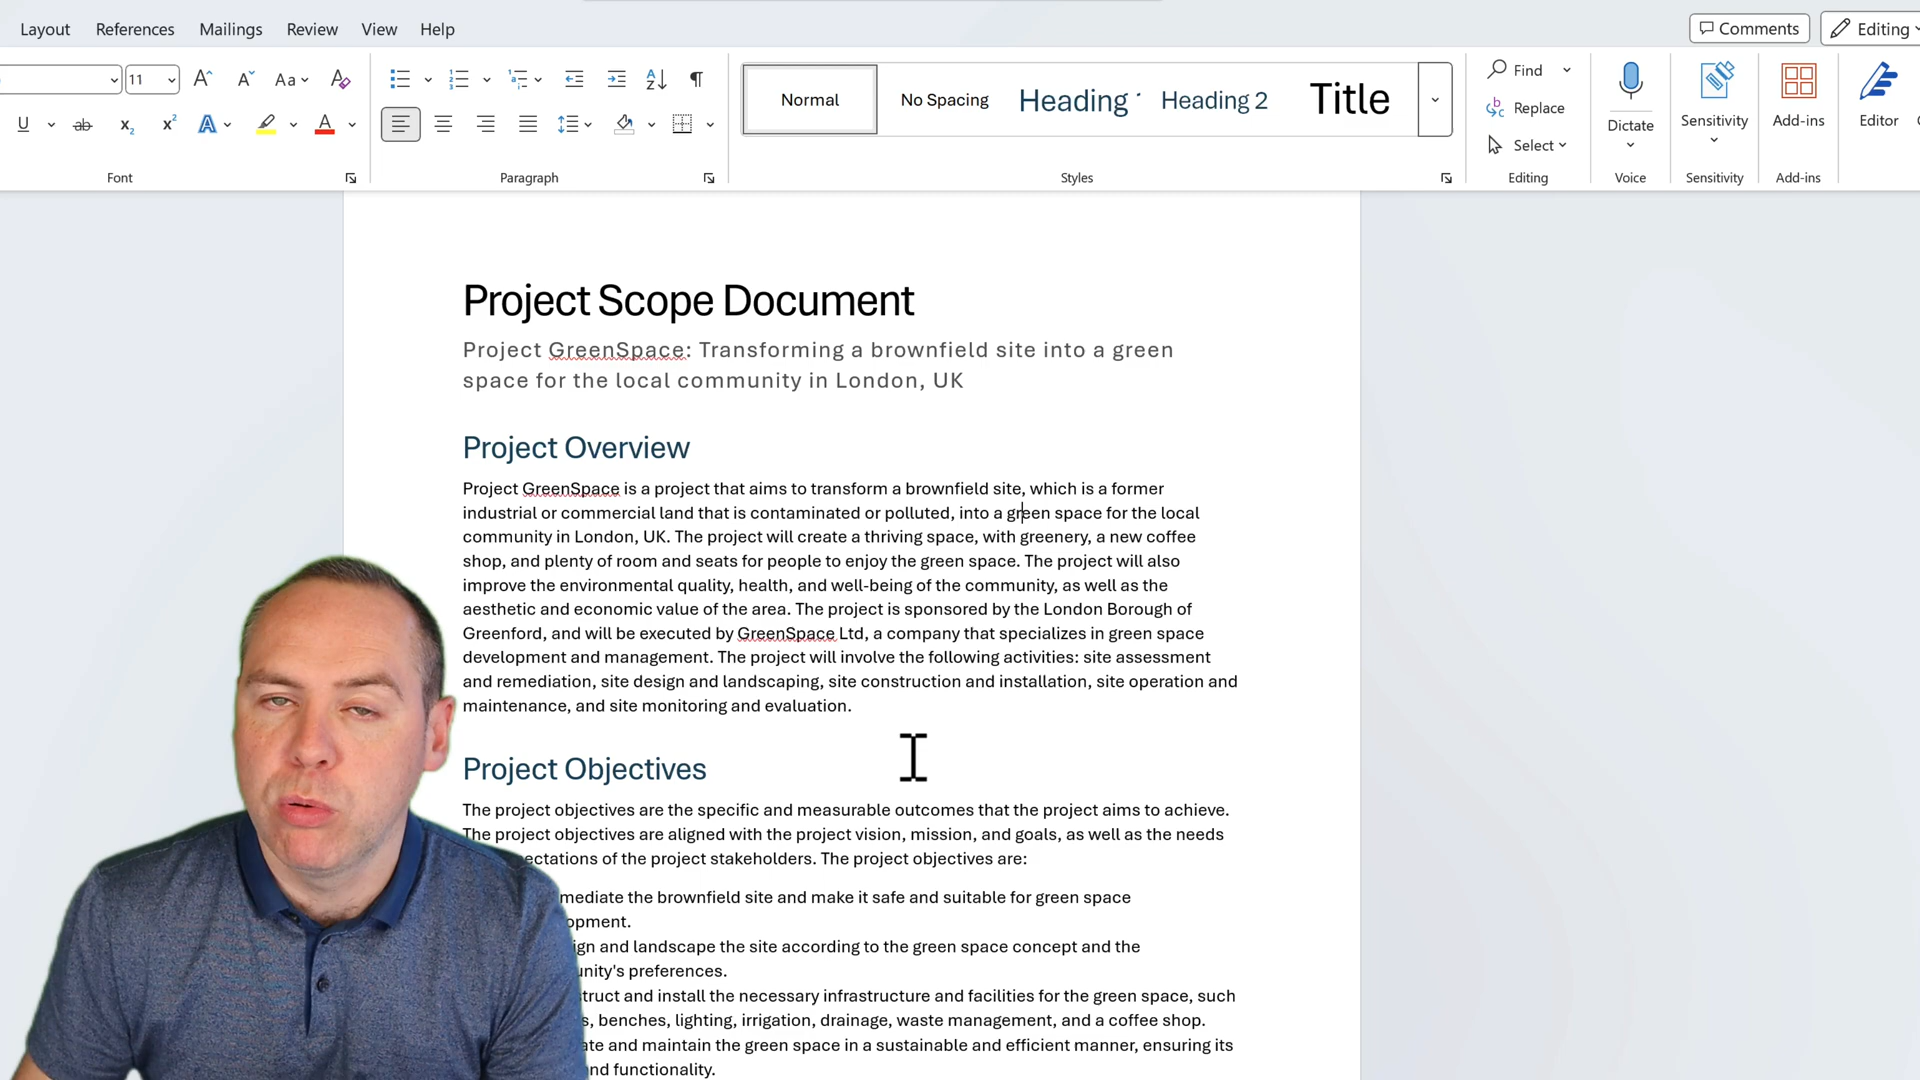 Layout References Mailings Review View Help Comments Editing
11 Aa
Normal No Spacing Heading Heading 2 Title
Find
Replace
Select
Dictate Sensitivity Add-ins Editor
Font Paragraph Styles Editing Voice Sensitivity Add-ins
Project Scope Document
Project GreenSpace: Transforming a brownfield site into a green
space for the local community in London, UK
Project Overview
Project GreenSpace is a project that aims to transform a brownfield site, which is a former
industrial or commercial land that is contaminated or polluted, into a green space for the local
community in London, UK. The project will create a thriving space, with greenery, a new coffee
shop, and plenty of room and seats for people to enjoy the green space. The project will also
improve the environmental quality, health, and well-being of the community, as well as the
aesthetic and economic value of the area. The project is sponsored by the London Borough of
Greenford, and will be executed by GreenSpace Ltd, a company that specializes in green space
development and management. The project will involve the following activities: site assessment
and remediation, site design and landscaping, site construction and installation, site operation and
maintenance, and site monitoring and evaluation.
Project Objectives
The project objectives are the specific and measurable outcomes that the project aims to achieve.
The project objectives are aligned with the project vision, mission, and goals, as well as the needs
ectations of the project stakeholders. The project objectives are:
mediate the brownfield site and make it safe and suitable for green space
opment.
ign and landscape the site according to the green space concept and the
unity's preferences.
truct and install the necessary infrastructure and facilities for the green space, such
s, benches, lighting, irrigation, drainage, waste management, and a coffee shop.
ate and maintain the green space in a sustainable and efficient manner, ensuring its
nd functionality.